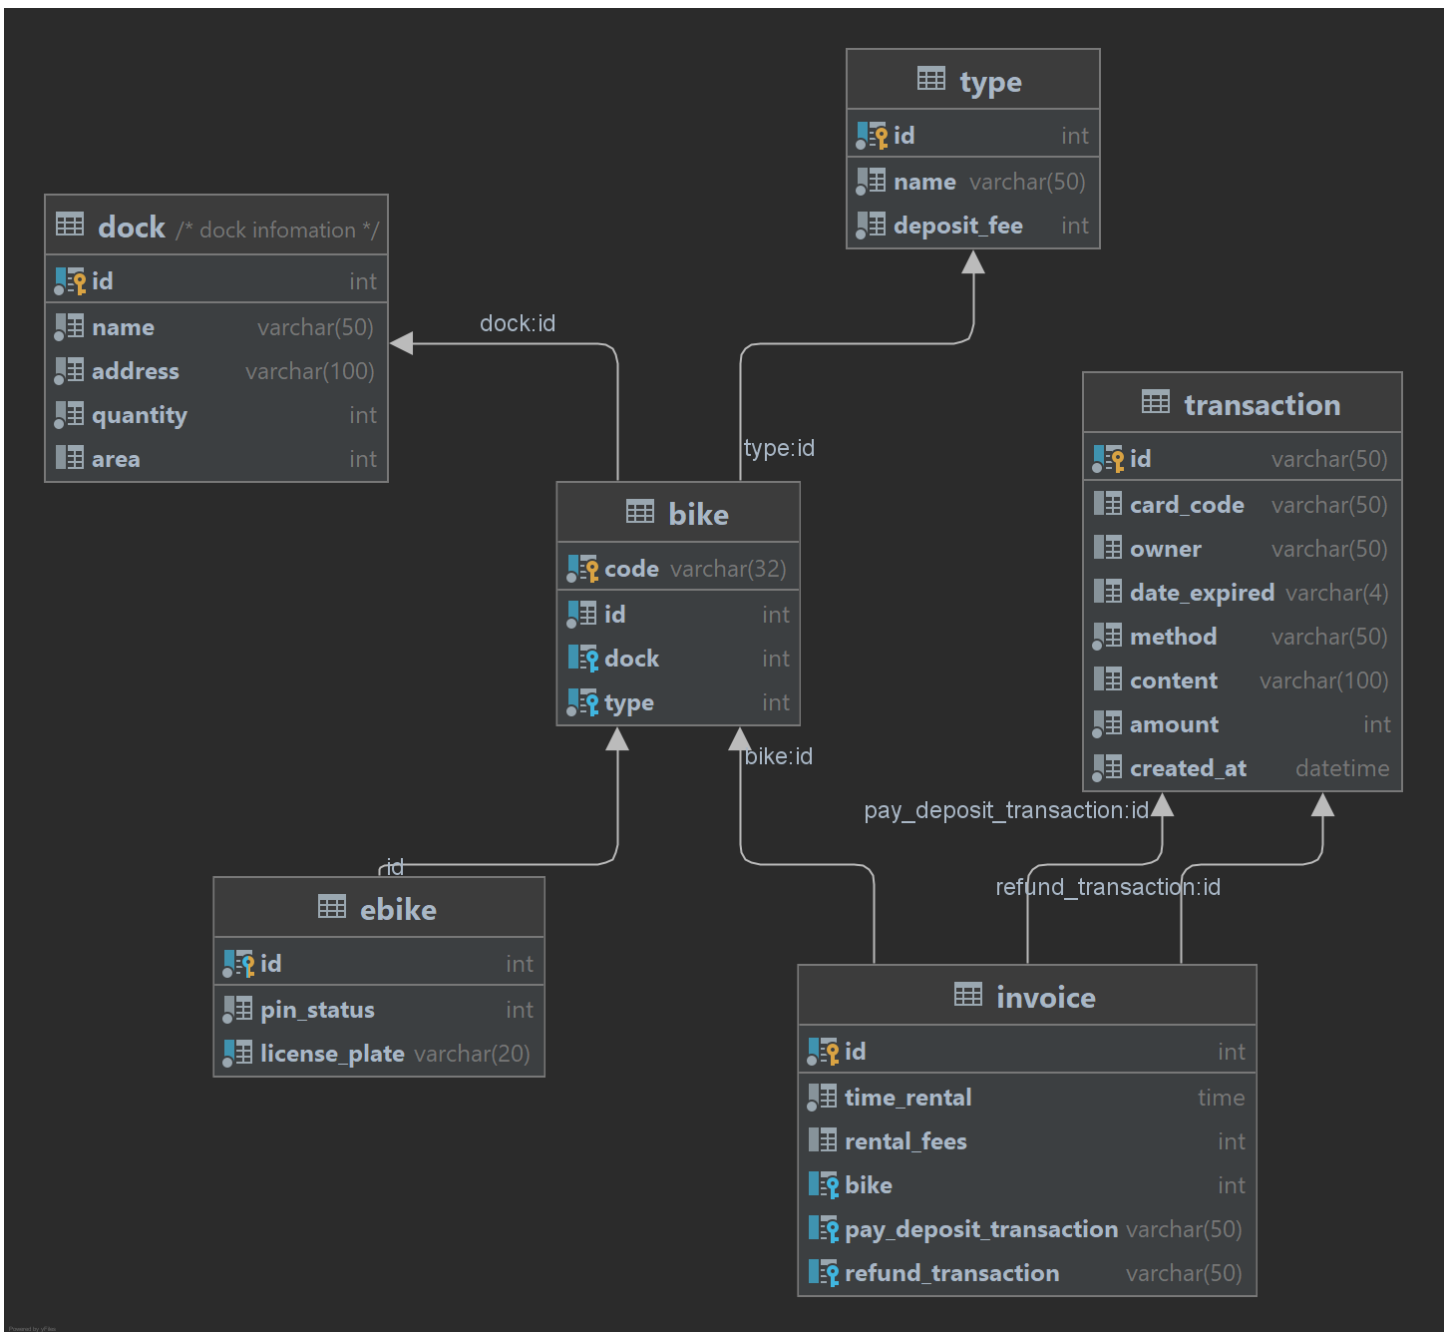 type
id int
name varchar(50)
deposit_fee int
dock /* dock infomation */
id int
name varchar(50)
address varchar(100)
quantity int
area int
dock:id
type:id
transaction
id varchar(50)
card_code varchar(50)
owner varchar(50)
date_expired varchar(4)
method varchar(50)
content varchar(100)
amount int
created_at datetime
bike
code varchar(32)
id int
dock int
type int
bike:id
pay_deposit_transaction:id
refund_transaction:id
id
ebike
id int
pin_status int
license_plate varchar(20)
invoice
id int
time_rental time
rental_fees int
bike int
pay_deposit_transaction varchar(50)
refund_transaction varchar(50)
Powered by yFiles